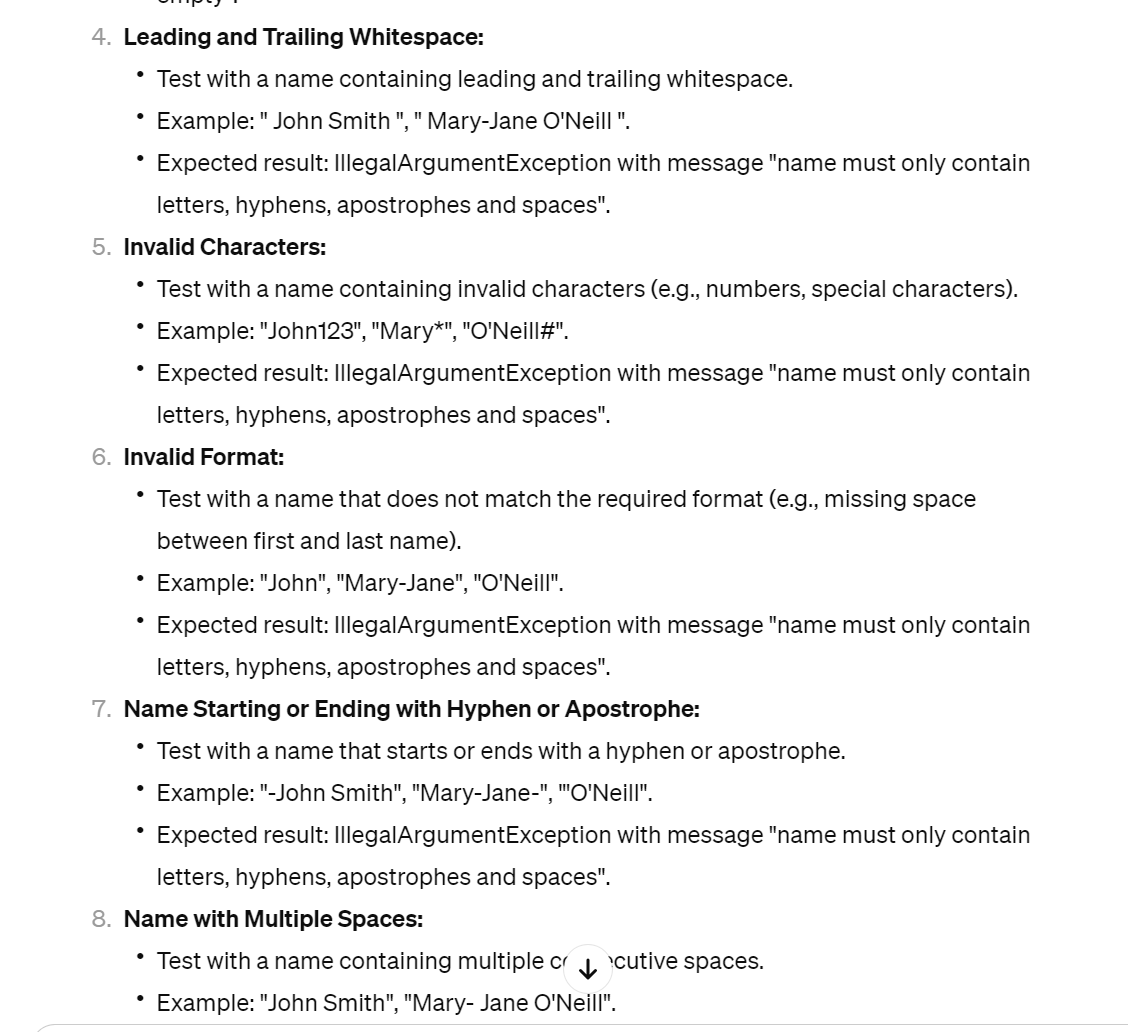 4. Leading and Trailing Whitespace:
• Test with a name containing leading and trailing whitespace.
• Example: " John Smith ", " Mary-Jane O'Neill ".
• Expected result: IllegalArgumentException with message "name must only contain
letters, hyphens, apostrophes and spaces".
5. Invalid Characters:
• Test with a name containing invalid characters (e.g., numbers, special characters).
• Example: "John123", "Mary*", "O'Neill#".
• Expected result: IllegalArgumentException with message "name must only contain
letters, hyphens, apostrophes and spaces".
6. Invalid Format:
• Test with a name that does not match the required format (e.g., missing space
between first and last name).
• Example: "John", "Mary-Jane", "O'Neill".
• Expected result: IllegalArgumentException with message "name must only contain
letters, hyphens, apostrophes and spaces".
7. Name Starting or Ending with Hyphen or Apostrophe:
• Test with a name that starts or ends with a hyphen or apostrophe.
• Example: "-John Smith", "Mary-Jane-", "'O'Neill".
• Expected result: IllegalArgumentException with message "name must only contain
letters, hyphens, apostrophes and spaces".
8. Name with Multiple Spaces:
• Test with a name containing multiple spaces.
• Example: "John Smith", "Mary- Jane O'Neill".